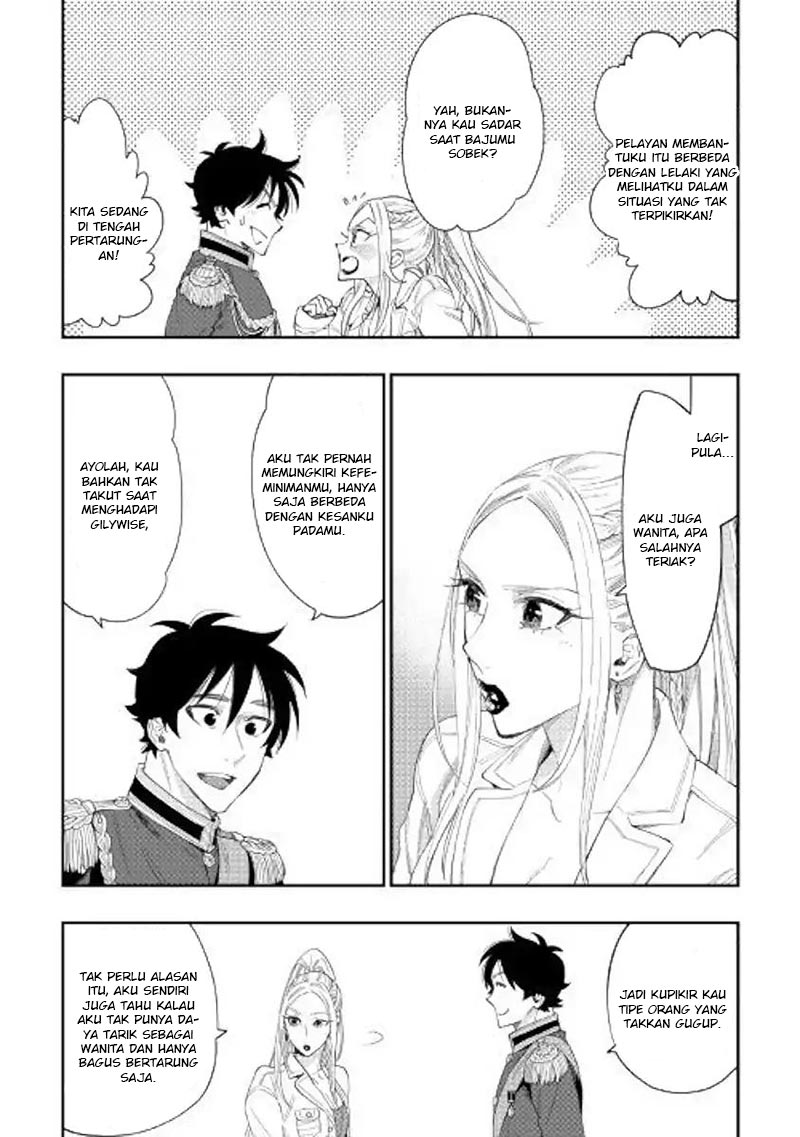 PELAYAN MEMBAN-
TUKU ITU BERBEDA
DENGAN LELAKI YANG
MELIHATKU DALAM
SITUASI YANG TAK
TERPIKIRKAN!
YAH, BUKAN-
NYA KAU SADAR
SAAT BAJUMU
SOBEK?
KITA SEDANG
DI TENGAH
PERTARUNG-
AN!
LAGI-
PULA...
AKU JUGA
WANITA, APA
SALAHNYA
TERIAK?
AKU TAK PERNAH
MEMUNGKIRI KEFE-
MINIMANMU, HANYA
SAJA BERBEDA
DENGAN KESANKU
PADAMU.
AYOLAH, KAU
BAHKAN TAK
TAKUT SAAT
MENGHADAPI
GILYWISE,
JADI KUPIKIR KAU
TIPE ORANG YANG
TAKKAN GUGUP.
TAK PERLU ALASAN
ITU, AKU SENDIRI
JUGA TAHU KALAU
AKU TAK PUNYA DA-
YA TARIK SEBAGAI
WANITA DAN HANYA
BAGUS BERTARUNG
SAJA.